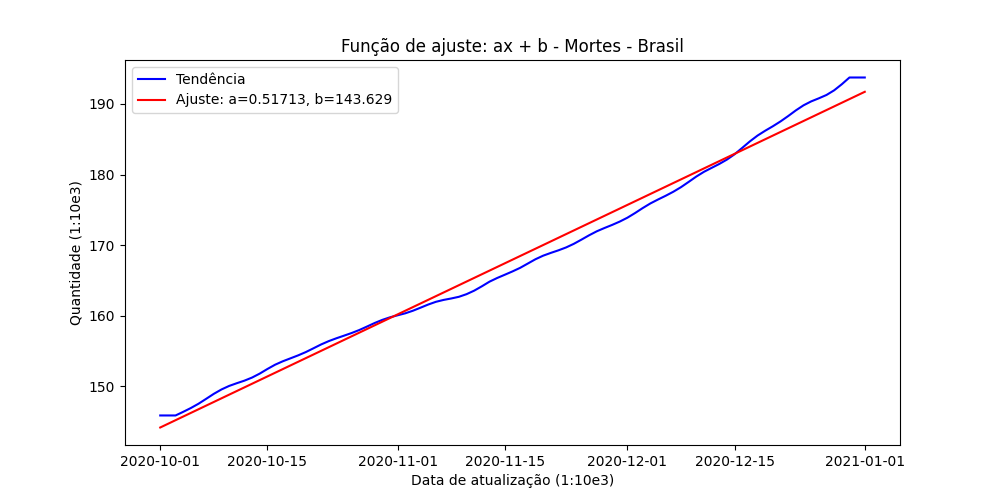 Função de ajuste: ax + b - Mortes - Brasil
Tendência
Ajuste: a=0.51713, b=143.629
190
180
170
160
150
Quantidade (1:10e3)
2020-10-01 2020-10-15 2020-11-01 2020-11-15 2020-12-01 2020-12-15 2021-01-01
Data de atualização (1:10e3)